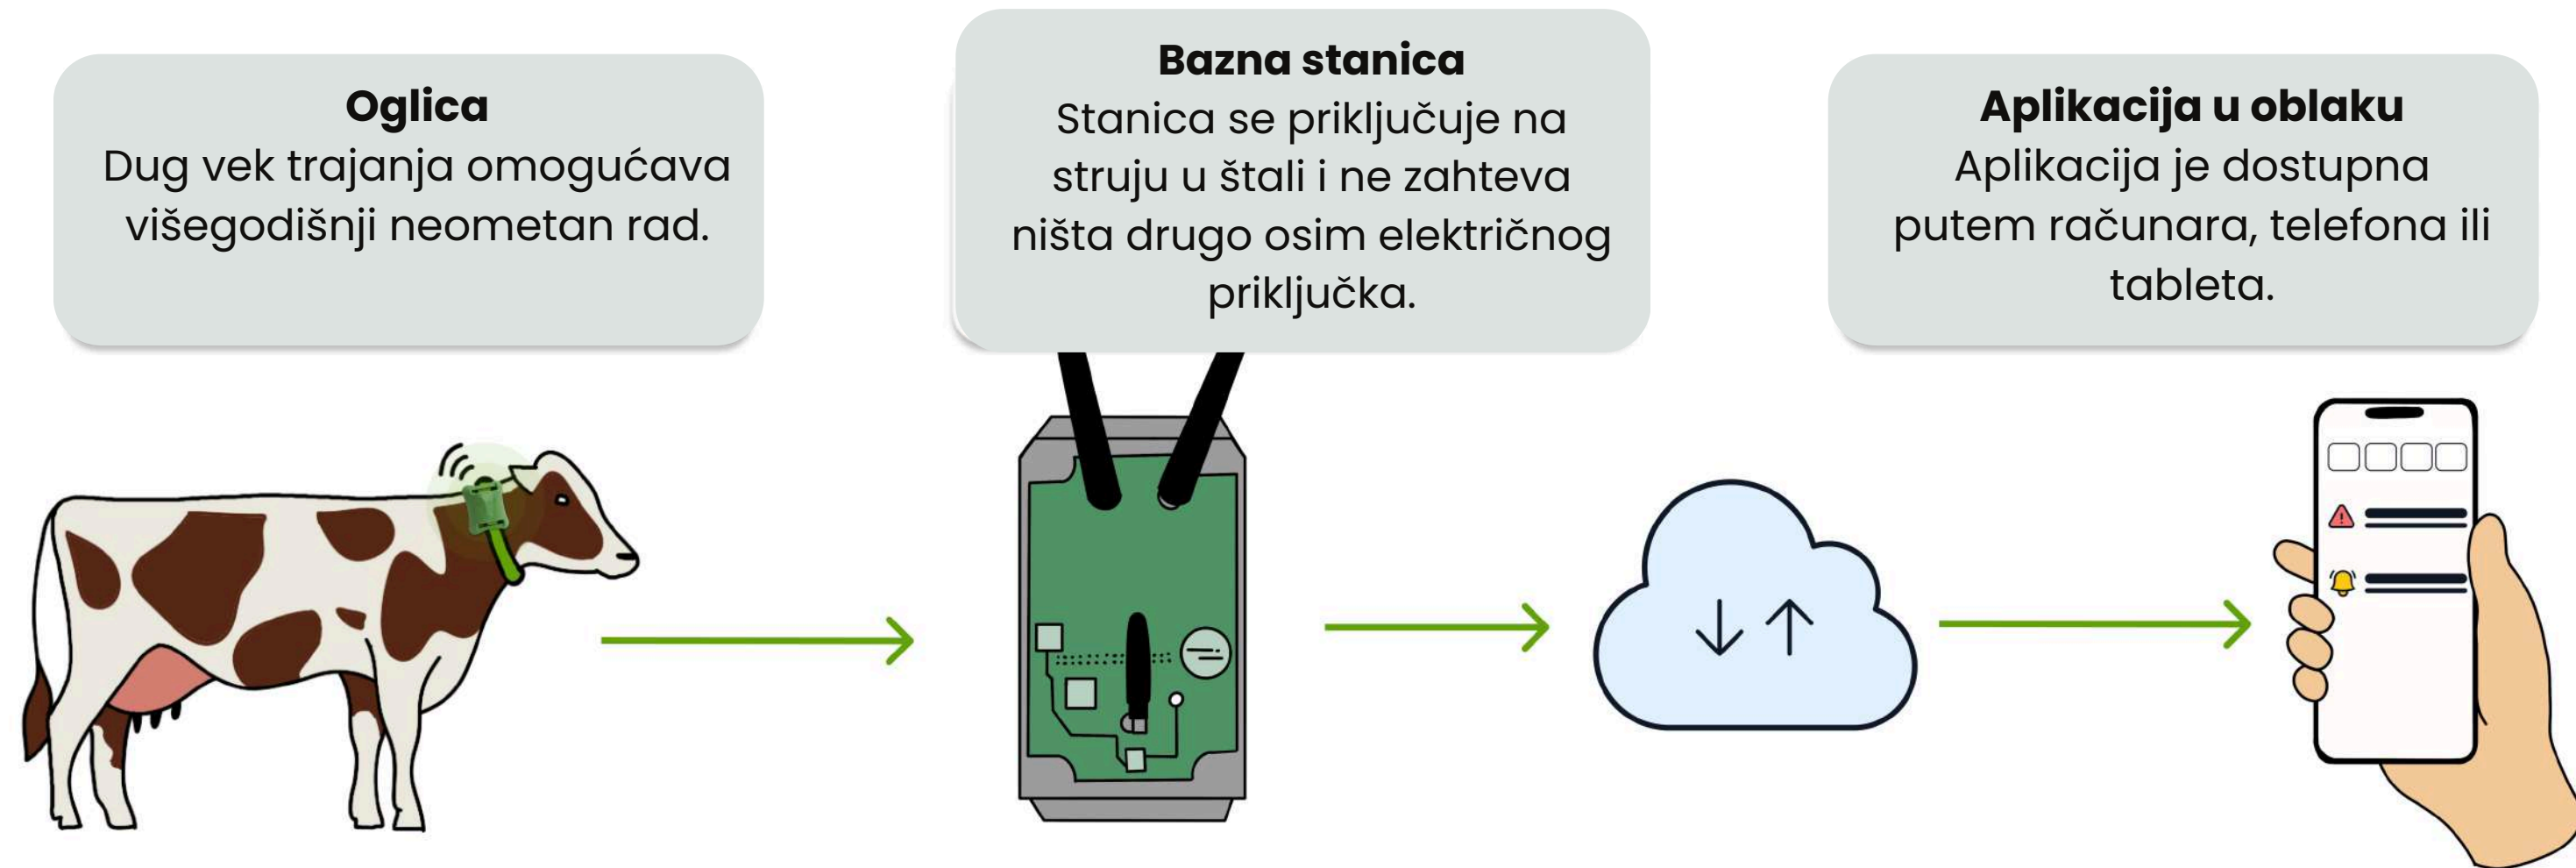 Oglica
Dug vek trajanja omogućava
višegodišnji neometan rad.
Bazna stanica
Stanica se priključuje na
struju u štali i ne zahteva
ništa drugo osim električnog
priključka.
Aplikacija u oblaku
Aplikacija je dostupna
putem računara, telefona ili
tableta.